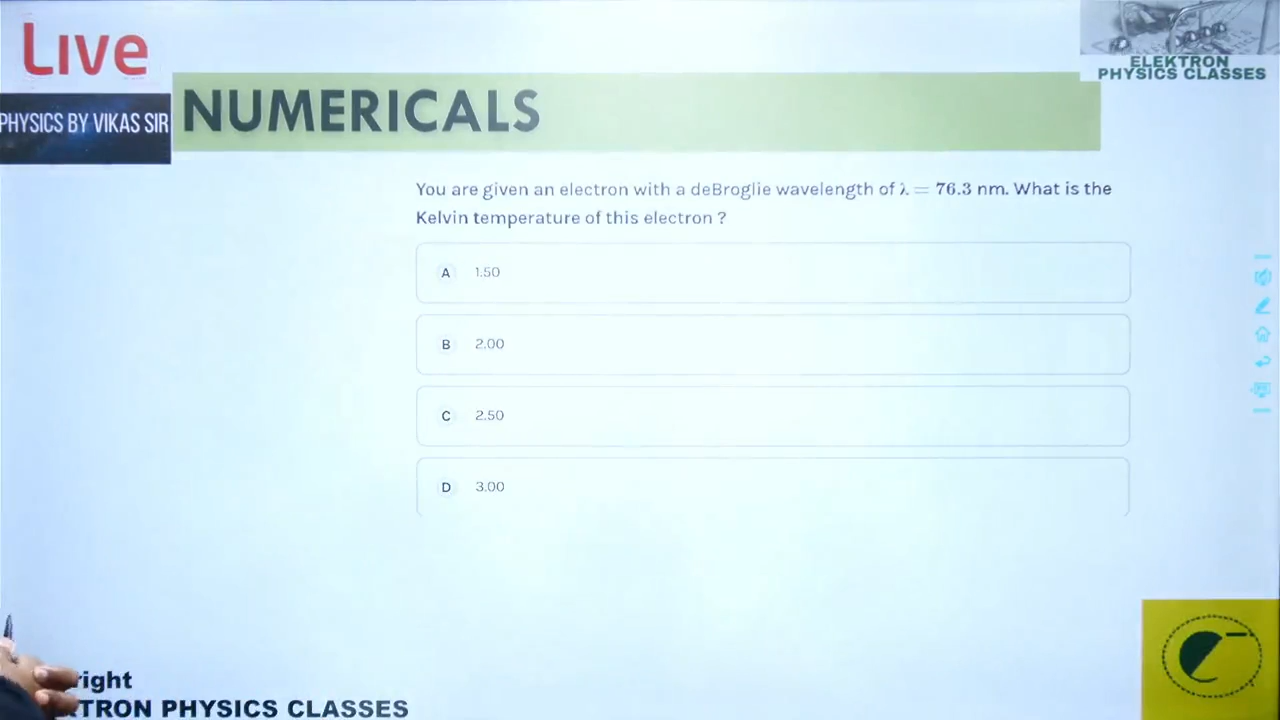 Live
PHYSICS BY VIKAS SIR
NUMERICALS
ELEKTRON
PHYSICS CLASSES
You are given an electron with a deBroglie wavelength of λ = 76.3 nm. What is the
Kelvin temperature of this electron ?
A 1.50
B 2.00
C 2.50
D 3.00
right
TRON PHYSICS CLASSES